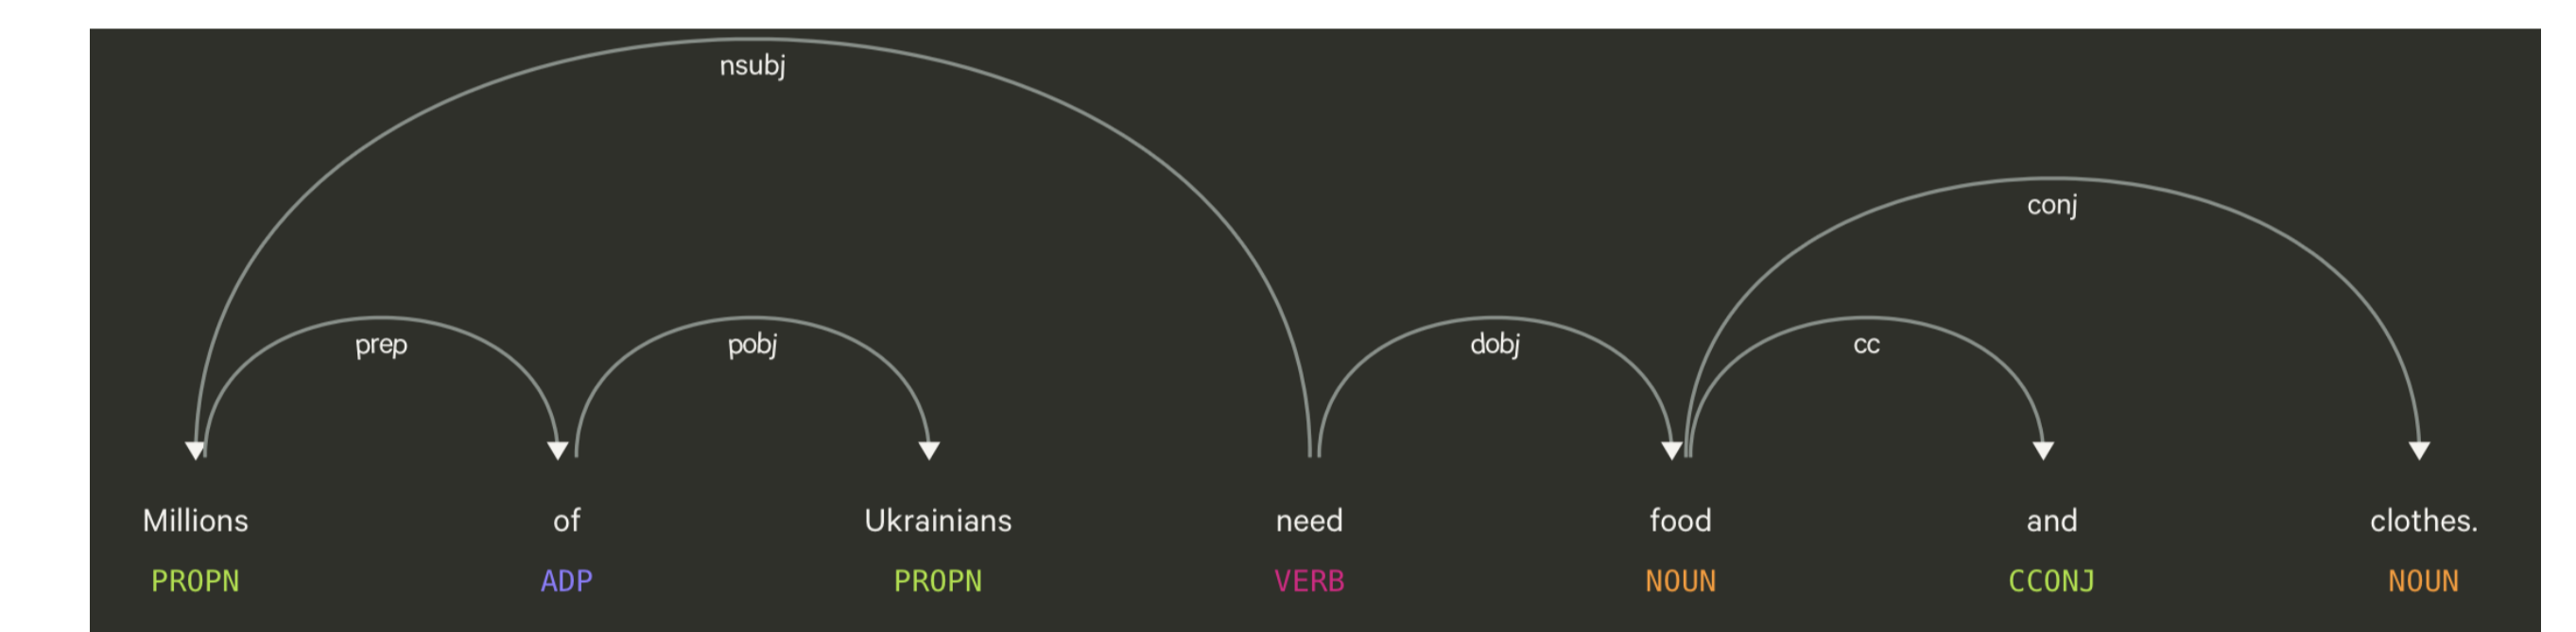 nsubj
conj
prep pobj dobj cc
Millions of Ukrainians need food and clothes.
PROPN ADP PROPN VERB NOUN CCONJ NOUN